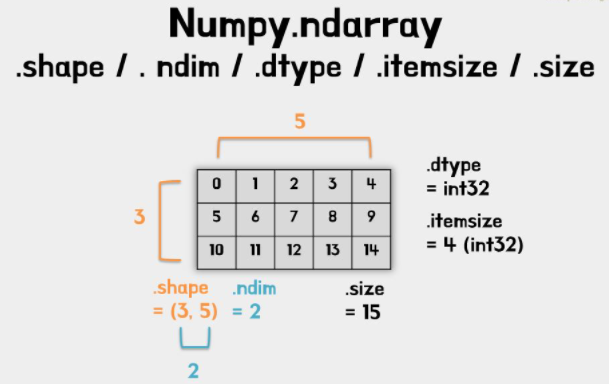 Numpy.ndarray
.shape / . ndim / .dtype / .itemsize / .size
5
3
0 1 2 3 4
5 6 7 8 9
10 11 12 13 14
.dtype
= int32
.itemsize
= 4 (int32)
.shape
= (3, 5)
2
.ndim
= 2
.size
= 15